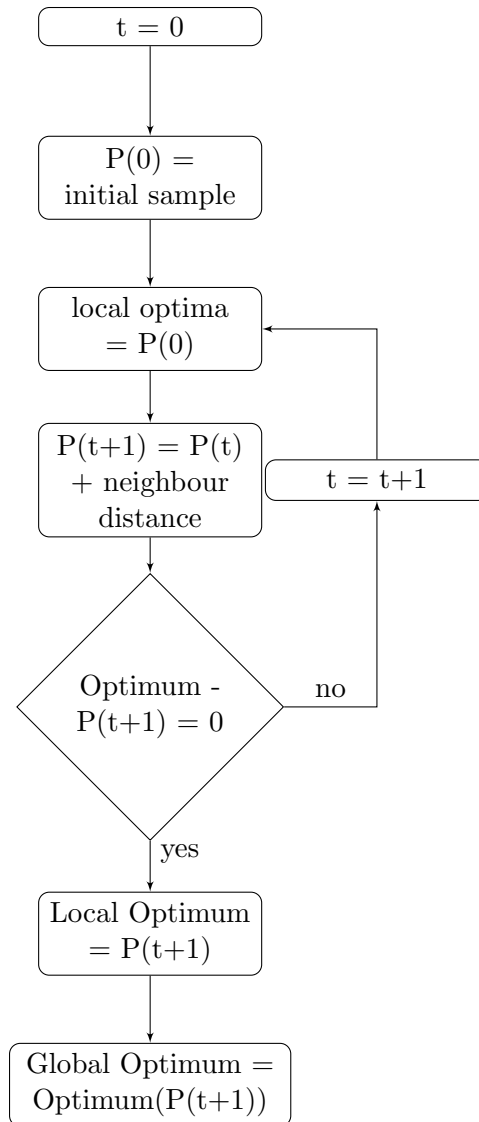 t = 0
P(0) =
initial sample
local optima
= P(0)
P(t+1) = P(t)
+ neighbour
distance
t = t+1
Optimum -
P(t+1) = 0
no
yes
Local Optimum
= P(t+1)
Global Optimum =
Optimum(P(t+1))